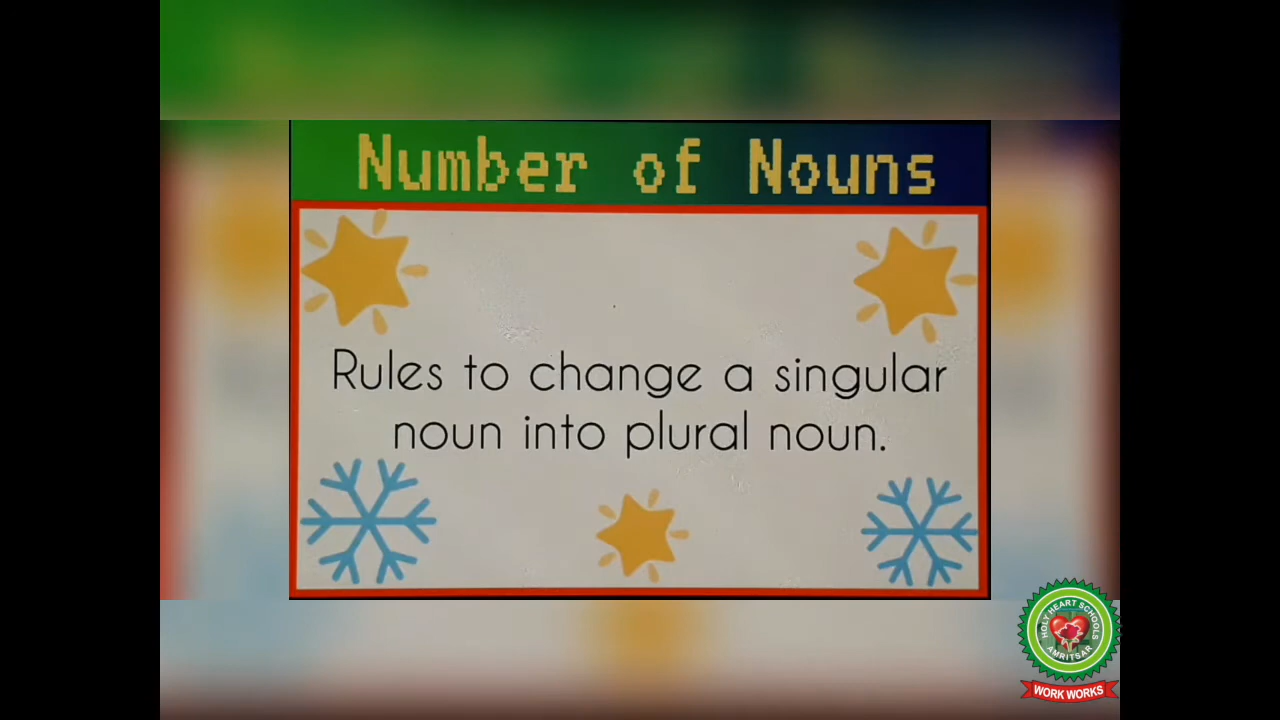 Number of Nouns
Rules to change a singular
noun into plural noun.
HOLY HEART SCHOOLS
AMRITSAR
WORK WORKS